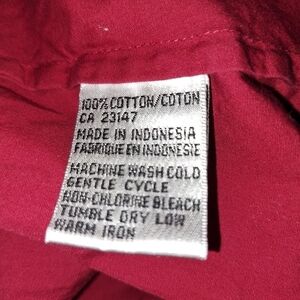 100% COTTON/COTON
CA 23147
MADE IN INDONESIA
FABRIQUE EN INDONESIE
MACHINE WASH COLD
GENTLE CYCLE
NON-CHLORINE BLEACH
TUMBLE DRY LOW
WARM IRON